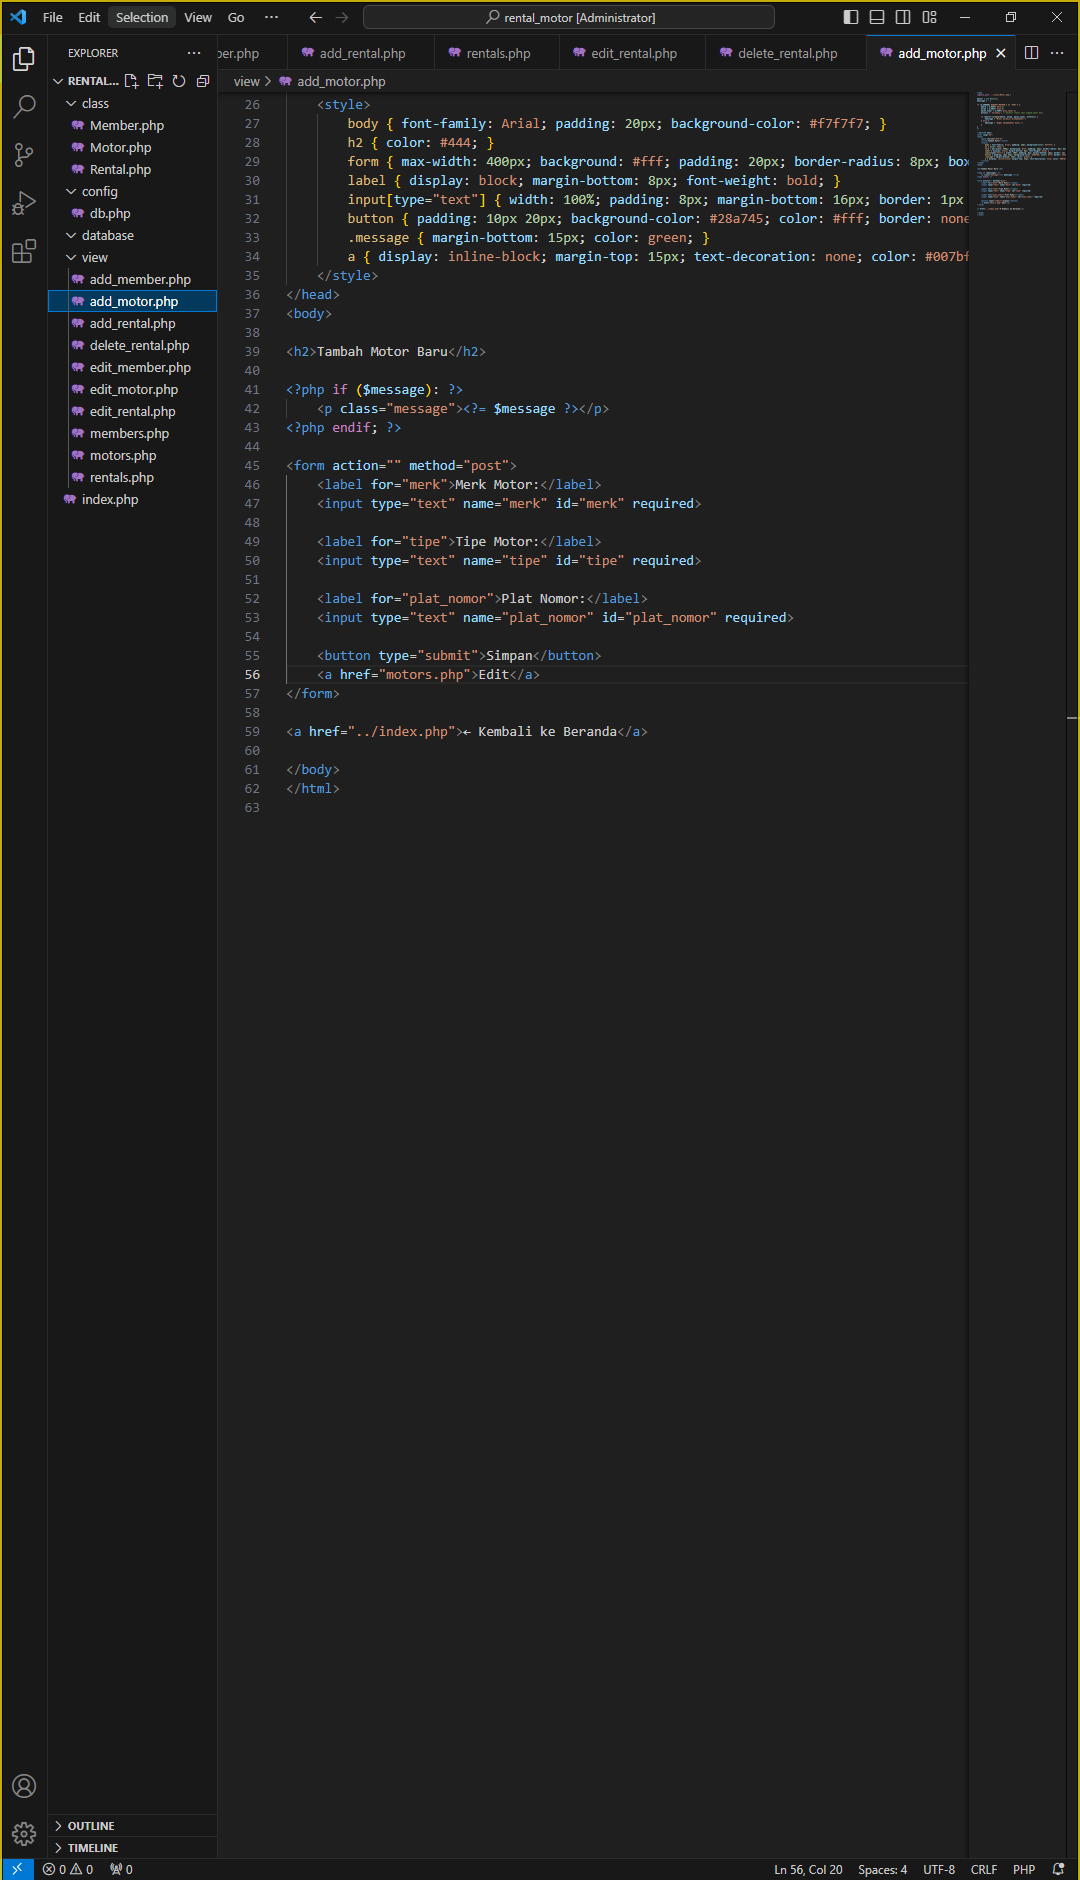 File Edit Selection View Go ··· rental_motor [Administrator]
EXPLORER
ber.php add_rental.php rentals.php edit_rental.php delete_rental.php add_motor.php
RENTAL...
view > add_motor.php
class
Member.php
Motor.php
Rental.php
config
db.php
database
view
add_member.php
add_motor.php
add_rental.php
delete_rental.php
edit_member.php
edit_motor.php
edit_rental.php
members.php
motors.php
rentals.php
index.php
26 <style>
27 body { font-family: Arial; padding: 20px; background-color: #f7f7f7; }
28 h2 { color: #444; }
29 form { max-width: 400px; background: #fff; padding: 20px; border-radius: 8px; box
30 label { display: block; margin-bottom: 8px; font-weight: bold; }
31 input[type="text"] { width: 100%; padding: 8px; margin-bottom: 16px; border: 1px
32 button { padding: 10px 20px; background-color: #28a745; color: #fff; border: none
33 .message { margin-bottom: 15px; color: green; }
34 a { display: inline-block; margin-top: 15px; text-decoration: none; color: #007bf
35 </style>
36 </head>
37 <body>
38
39 <h2>Tambah Motor Baru</h2>
40
41 <?php if ($message): ?>
42 <p class="message"><?= $message ?></p>
43 <?php endif; ?>
44
45 <form action="" method="post">
46 <label for="merk">Merk Motor:</label>
47 <input type="text" name="merk" id="merk" required>
48
49 <label for="tipe">Tipe Motor:</label>
50 <input type="text" name="tipe" id="tipe" required>
51
52 <label for="plat_nomor">Plat Nomor:</label>
53 <input type="text" name="plat_nomor" id="plat_nomor" required>
54
55 <button type="submit">Simpan</button>
56 <a href="motors.php">Edit</a>
57 </form>
58
59 <a href="../index.php">← Kembali ke Beranda</a>
60
61 </body>
62 </html>
63
OUTLINE
TIMELINE
0 0 0 Ln 56, Col 20 Spaces: 4 UTF-8 CRLF PHP